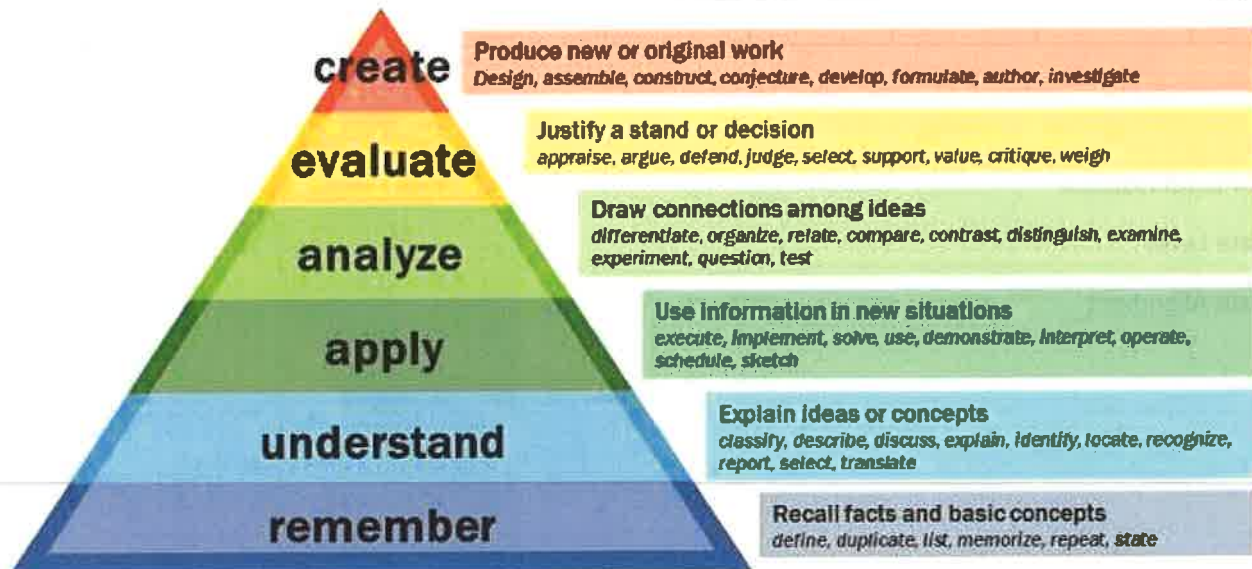 create
Produce new or original work
Design, assemble, construct, conjecture, develop, formulate, author, investigate
evaluate
Justify a stand or decision
appraise, argue, defend, judge, select, support, value, critique, weigh
analyze
Draw connections among ideas
differentiate, organize, relate, compare, contrast, distinguish, examine,
experiment, question, test
apply
Use information in new situations
execute, implement, solve, use, demonstrate, interpret, operate,
schedule, sketch
understand
Explain ideas or concepts
classify, describe, discuss, explain, identify, locate, recognize,
report, select, translate
remember
Recall facts and basic concepts
define, duplicate, list, memorize, repeat, state